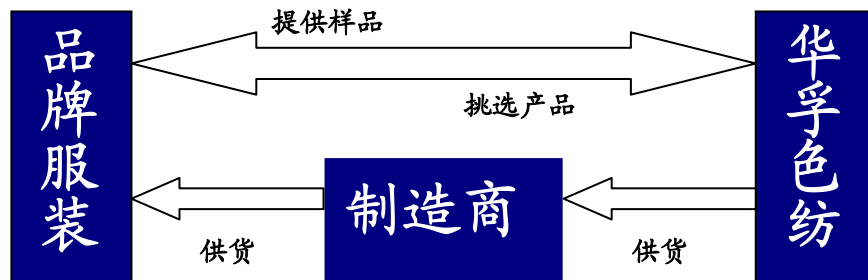 提供样品
品牌服装
华孚色纺
挑选产品
制造商
供货
供货